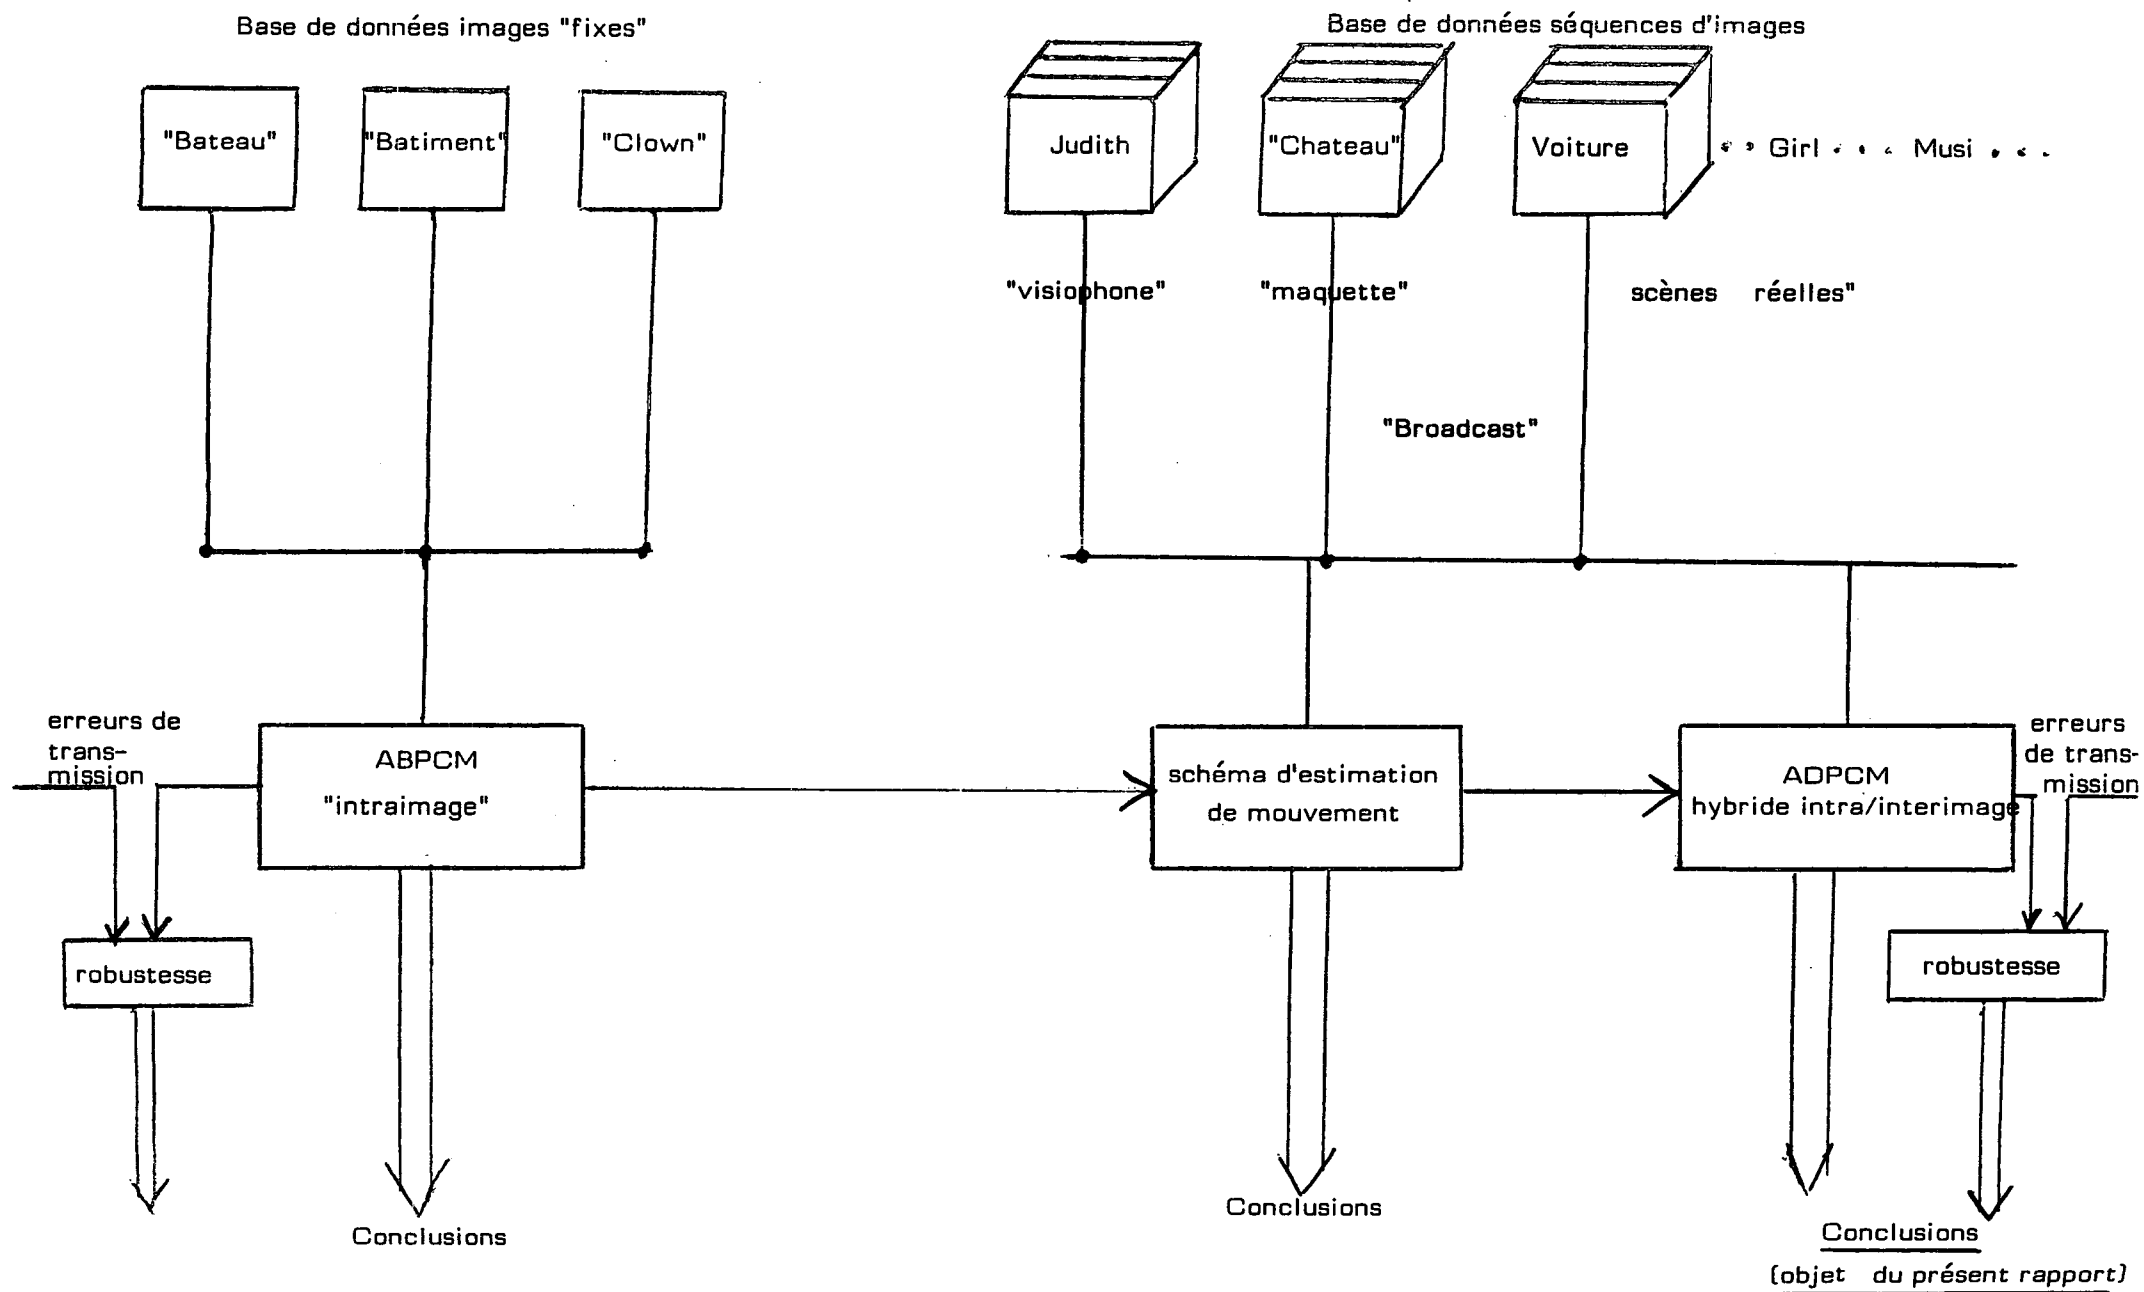 Base de données images "fixes"
Base de données séquences d'images
"Bateau"
"Batiment"
"Clown"
Judith
"Chateau"
Voiture
Girl . . . Musi . . .
"visiophone"
"maquette"
scènes réelles"
"Broadcast"
erreurs de
trans-
mission
ABPCM
"intraimage"
schéma d'estimation
de mouvement
ADPCM
hybride intra/interimage
erreurs
de trans-
mission
robustesse
robustesse
Conclusions
Conclusions
Conclusions
(objet du présent rapport)